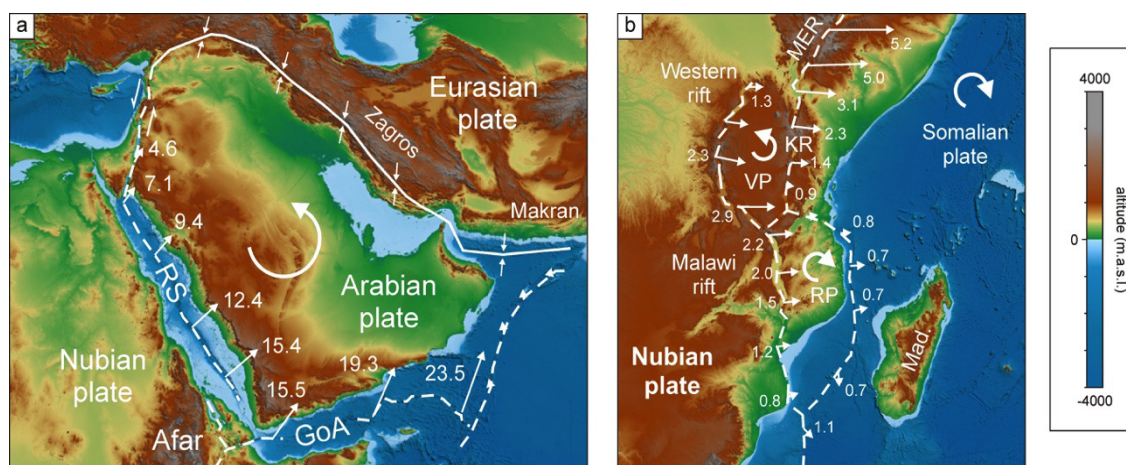 a
Eurasian
plate
Zagros
Makran
4.6
7.1
9.4
RS
12.4
Arabian
plate
15.4
19.3
23.5
15.5
Nubian
plate
GoA
Afar
b
MER
5.2
Western
rift
5.0
1.3
3.1
Somalian
plate
2.3
KR
2.3
1.4
VP
0.9
2.9
0.8
2.2
0.7
Malawi
rift
2.0
RP
1.5
0.7
Mad.
Nubian
plate
1.2
0.7
0.8
1.1
4000
0
-4000
altitude (m.a.s.l.)